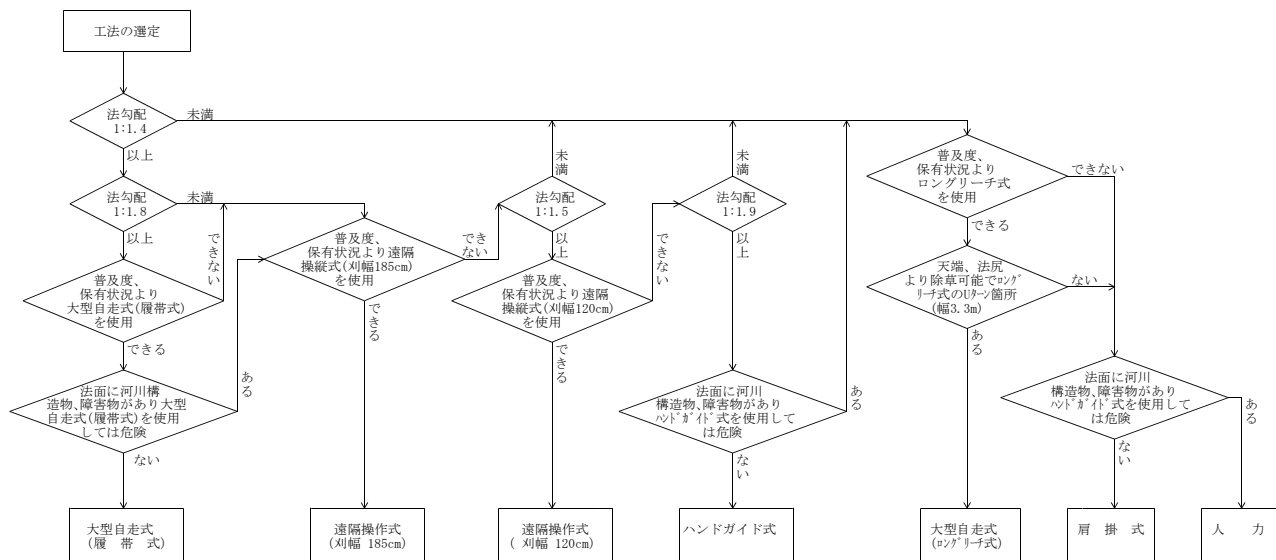 工法の選定
法勾配
1:1.4
未満
以上
法勾配
1:1.8
未満
以上
普及度、
保有状況より
大型自走式(履帯式)
を使用
できない
できる
法面に河川構
造物、障害物があり大型
自走式(履帯式)を使用
しては危険
ある
ない
大型自走式
(履 帯 式)
普及度、
保有状況より遠隔
操縦式(刈幅185cm)
を使用
でき
ない
できる
遠隔操作式
(刈幅 185cm)
未満
法勾配
1:1.5
以上
普及度、
保有状況より遠隔
操縦式(刈幅120cm)
を使用
できない
できる
遠隔操作式
( 刈幅 120cm)
未満
法勾配
1:1.9
以上
法面に河川
構造物、障害物があり
ﾊﾝﾄﾞｶﾞｲﾄﾞ式を使用して
は危険
ある
ない
ハンドガイド式
普及度、
保有状況より
ロングリーチ式
を使用
できない
できる
天端、法尻
より除草可能でﾛﾝｸﾞ
ﾘｰﾁ式のUﾀｰﾝ箇所
(幅3.3m)
ない
ある
大型自走式
(ﾛﾝｸﾞﾘｰﾁ式)
法面に河川
構造物、障害物があり
ﾊﾝﾄﾞｶﾞｲﾄﾞ式を使用して
は危険
ある
ない
肩 掛 式
人 力